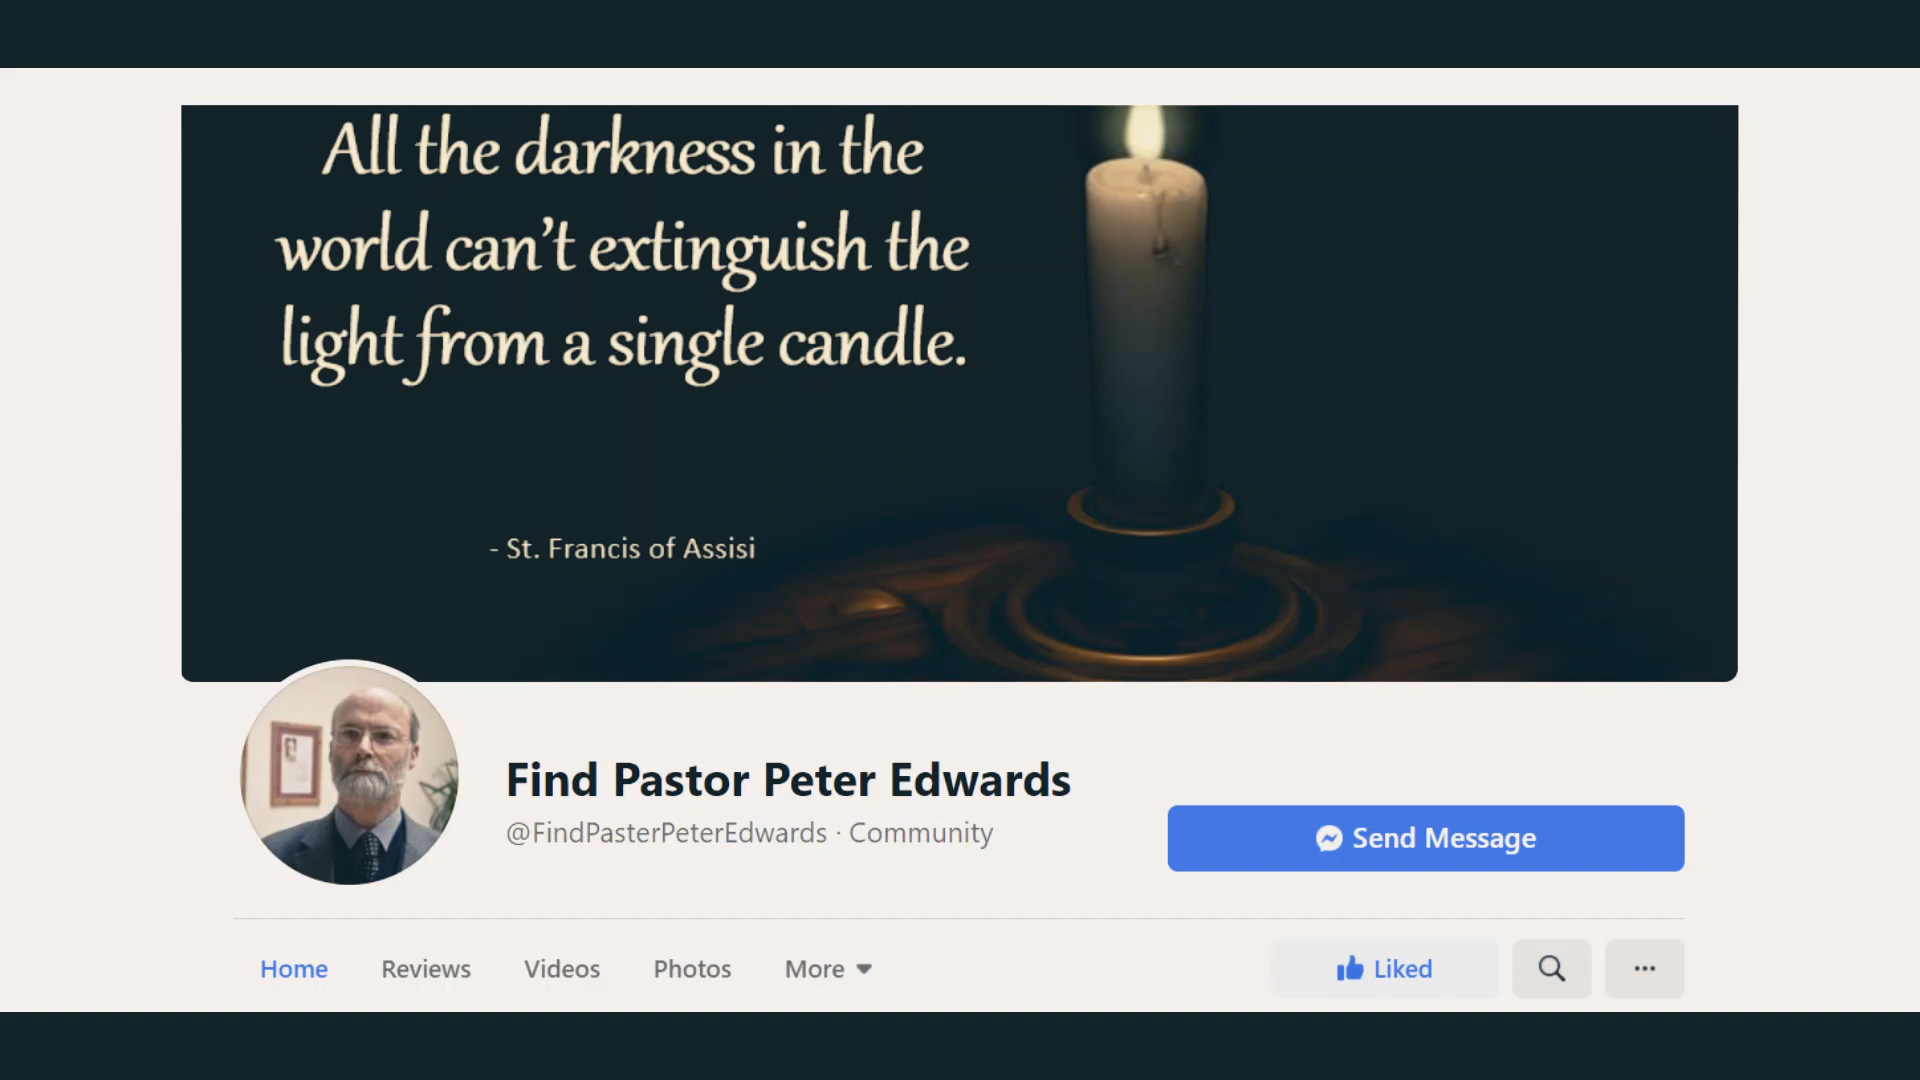 All the darkness in the
world can’t extinguish the
light from a single candle.
- St. Francis of Assisi
Find Pastor Peter Edwards
@FindPasterPeterEdwards · Community
Send Message
Home Reviews Videos Photos More
Liked